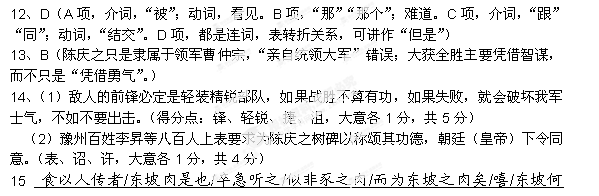 12、D（A 项，介词，“被”；动词，看见。B 项，“那”“那个”；难道。C 项，介词，“跟”
“同”；动词，“结交”。D 项，都是连词，表转折关系，可讲作“但是”）
13、B（陈庆之只是隶属于领军曹仲宗，“亲自统领大军”错误；大获全胜主要凭借智谋，
而不只是“凭借勇气”。）
14、（1）敌人的前锋必定是轻装精锐部队，如果战胜不算有功，如果失败，就会破坏我军
士气，不如不要出击。（得分点：锋、轻锐、挫、沮，大意各 1 分，共 5 分）
（2）豫州百姓李昇等八百人上表要求为陈庆之树碑以称颂其功德，朝廷（皇帝）下令同
意。（表、诏、许，大意各 1 分，共 4 分）
15 食以人传者/东坡肉是也/卒急听之/似非豕之肉/而为东坡之肉矣/嘻/东坡何